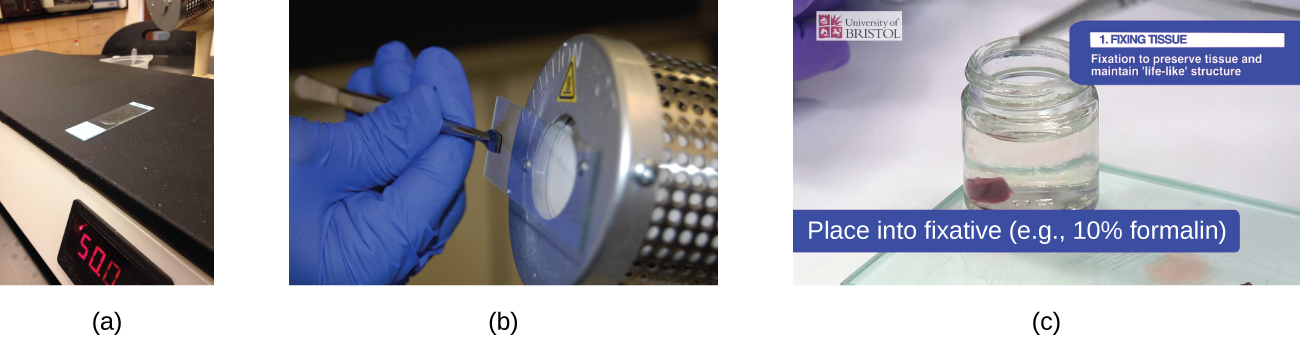 50.0
University of
BRISTOL
1. FIXING TISSUE
Fixation to preserve tissue and
maintain 'life-like' structure
Place into fixative (e.g., 10% formalin)
(a)
(b)
(c)